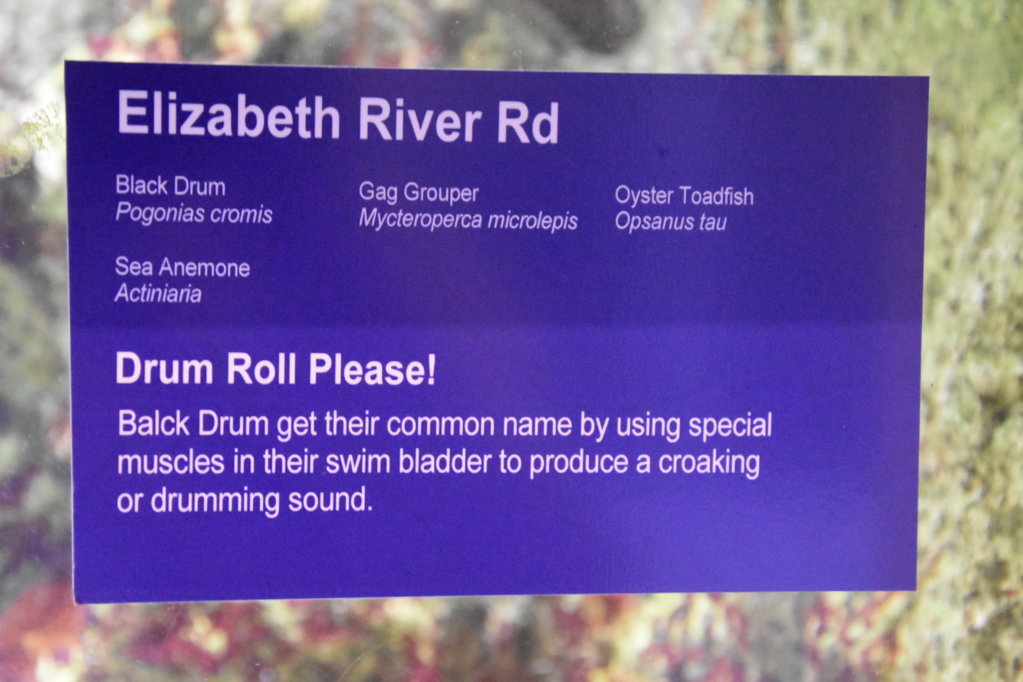 Elizabeth River Rd
Black Drum
Pogonias cromis
Gag Grouper
Mycteroperca microlepis
Oyster Toadfish
Opsanus tau
Sea Anemone
Actiniaria
Drum Roll Please!
Balck Drum get their common name by using special
muscles in their swim bladder to produce a croaking
or drumming sound.